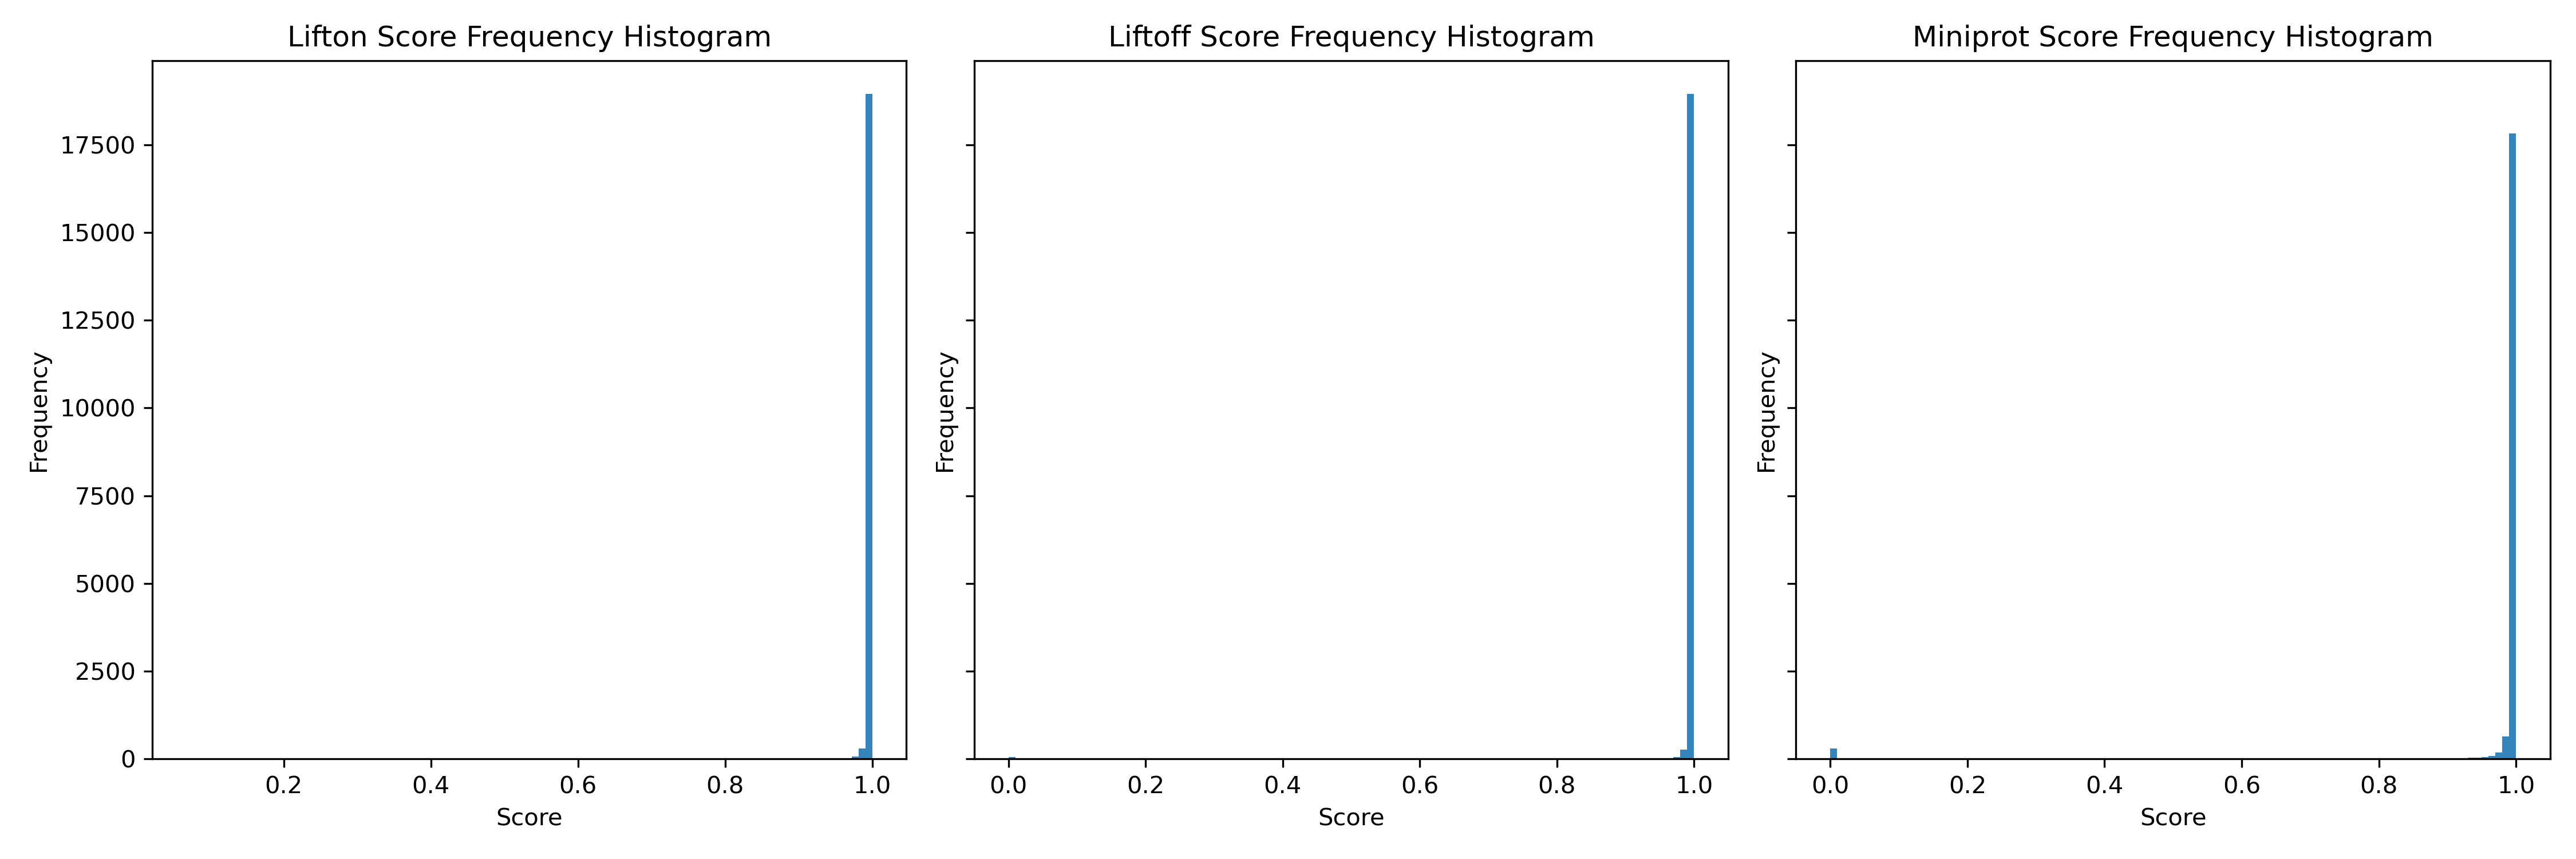 Lifton Score Frequency Histogram
Frequency
17500
15000
12500
10000
7500
5000
2500
0
0.2 0.4 0.6 0.8 1.0
Score
Liftoff Score Frequency Histogram
Frequency
0.0 0.2 0.4 0.6 0.8 1.0
Score
Miniprot Score Frequency Histogram
Frequency
0.0 0.2 0.4 0.6 0.8 1.0
Score